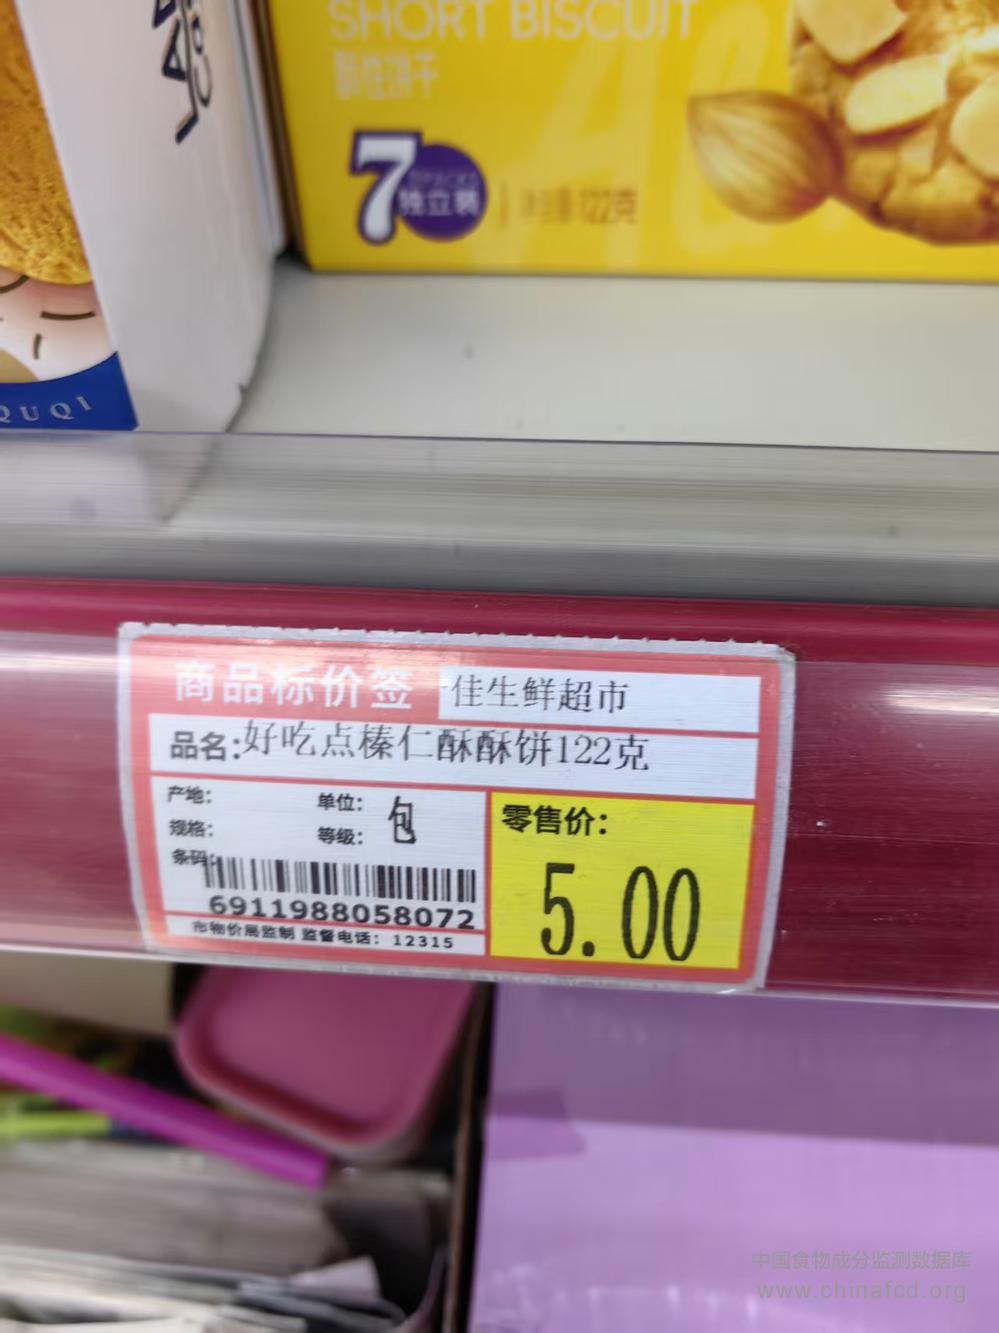 SHORT BISCUIT
酥性饼干
7
独立装
净含量122克
QUQI
商品标价签
佳生鲜超市
品名:好吃点榛仁酥酥饼122克
产地:
单位: 包
规格:
等级:
条码:
零售价:
5.00
6911988058072
市物价局监制 监督电话: 12315
中国食物成分监测数据库
www.chinafcd.org